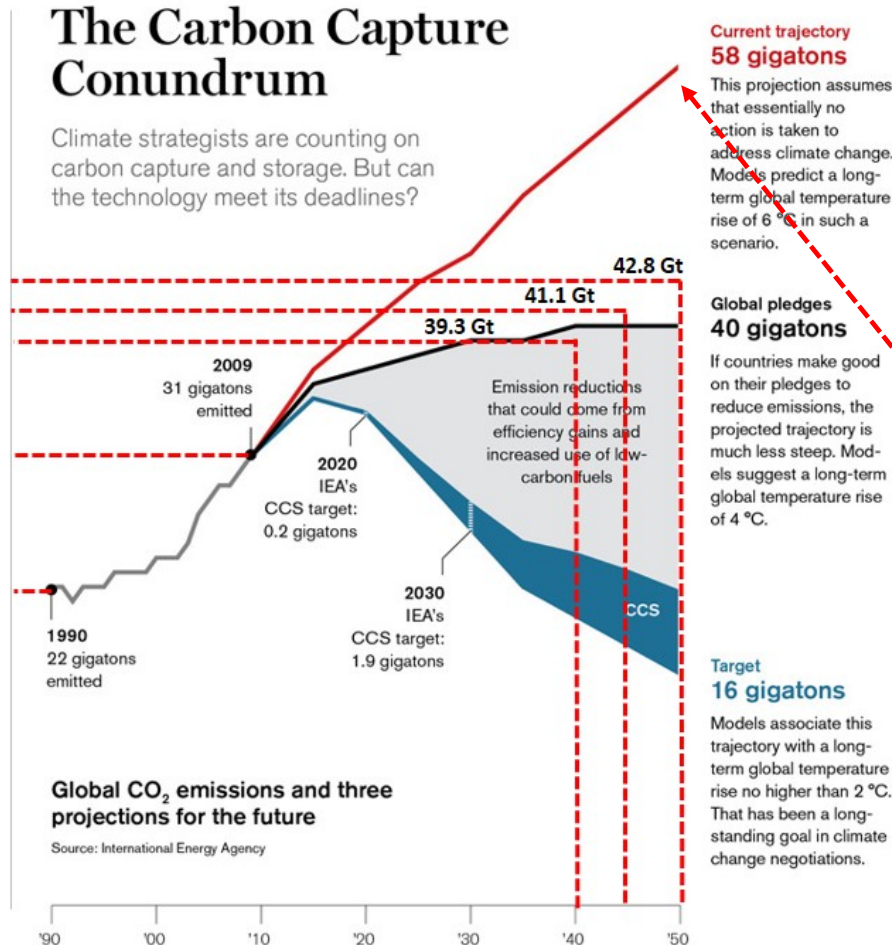 The Carbon Capture
Conundrum
Climate strategists are counting on
carbon capture and storage. But can
the technology meet its deadlines?
Current trajectory
58 gigatons
This projection assumes
that essentially no
action is taken to
address climate change.
Models predict a long-
term global temperature
rise of 6 °C in such a
scenario.
42.8 Gt
41.1 Gt
39.3 Gt
Global pledges
40 gigatons
If countries make good
on their pledges to
reduce emissions, the
projected trajectory is
much less steep. Mod-
els suggest a long-term
global temperature rise
of 4 °C.
2009
31 gigatons
emitted
Emission reductions
that could come from
efficiency gains and
increased use of low-
carbon fuels
2020
IEA's
CCS target:
0.2 gigatons
2030
IEA's
CCS target:
1.9 gigatons
CCS
1990
22 gigatons
emitted
Target
16 gigatons
Models associate this
trajectory with a long-
term global temperature
rise no higher than 2 °C.
That has been a long-
standing goal in climate
change negotiations.
Global CO₂ emissions and three
projections for the future
Source: International Energy Agency
'90 '00 '10 '20 '30 '40 '50